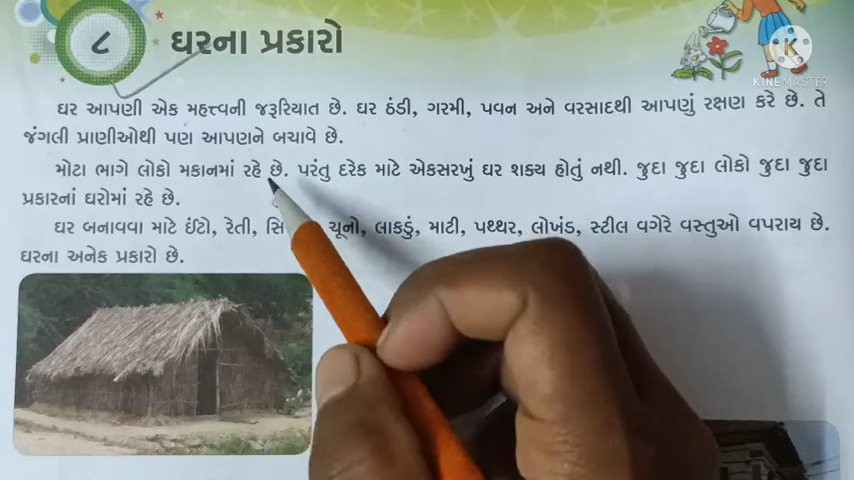 ૮ ઘરના પ્રકારો
KINEMASTER
ઘર આપણી એક મહત્ત્વની જરૂરિયાત છે. ઘર ઠંડી, ગરમી, પવન અને વરસાદથી આપણું રક્ષણ કરે છે. તે
જંગલી પ્રાણીઓથી પણ આપણને બચાવે છે.
મોટા ભાગે લોકો મકાનમાં રહે છે. પરંતુ દરેક માટે એકસરખું ઘર શક્ય હોતું નથી. જુદા જુદા લોકો જુદા જુદા
પ્રકારનાં ઘરોમાં રહે છે.
ઘર બનાવવા માટે ઈંટો, રેતી, ચૂનો, લાકડું, માટી, પથ્થર, લોખંડ, સ્ટીલ વગેરે વસ્તુઓ વપરાય છે.
ઘરના અનેક પ્રકારો છે.